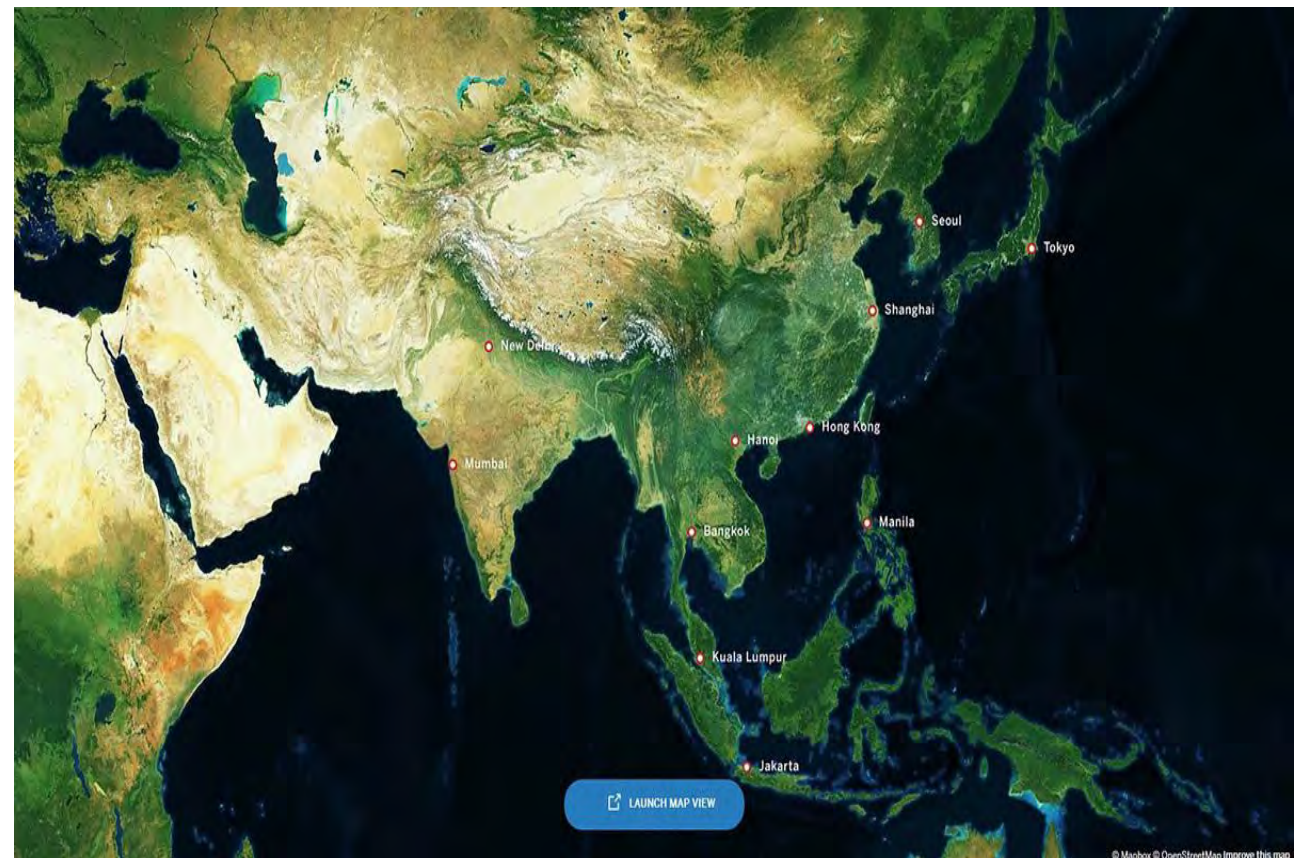 Seoul
Tokyo
Shanghai
New Delhi
Hong Kong
Hanoi
Mumbai
Manila
Bangkok
Kuala Lumpur
Jakarta
LAUNCH MAP VIEW
© Mapbox © OpenStreetMap Improve this map